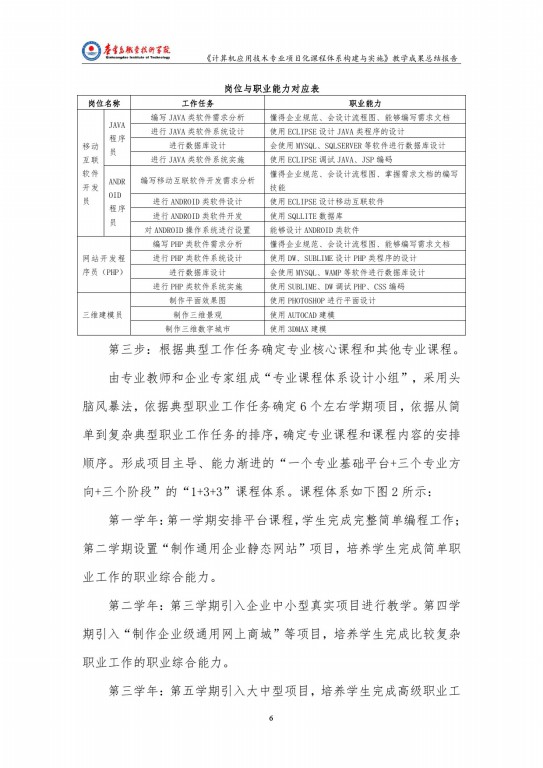 秦皇岛职业技术学院
Qinhuangdao Institute of Technology
《计算机应用技术专业项目化课程体系构建与实施》教学成果总结报告
岗位与职业能力对应表
岗位名称 工作任务 职业能力
移动互联软件开发员
JAVA程序员
编写JAVA类软件需求分析 懂得企业规范、会设计流程图、能够编写需求文档
进行JAVA类软件系统设计 使用ECLIPSE设计JAVA类程序的设计
进行数据库设计 会使用MYSQL、SQLSERVER等软件进行数据库设计
进行JAVA类软件系统实施 使用ECLIPSE调试JAVA、JSP编码
ANDROID程序员
编写移动互联软件开发需求分析 懂得企业规范、会设计流程图、掌握需求文档的编写技能
进行ANDROID类软件设计 使用ECLIPSE设计移动互联软件
进行ANDROID类软件开发 使用SQLLITE数据库
对ANDROID操作系统进行设置 能够设计ANDROID类软件
网站开发程序员（PHP）
编写PHP类软件需求分析 懂得企业规范、会设计流程图、能够编写需求文档
进行PHP类软件系统设计 使用DW、SUBLIME设计PHP类程序的设计
进行数据库设计 会使用MYSQL、WAMP等软件进行数据库设计
进行PHP类软件系统实施 使用SUBLIME、DW调试PHP、CSS编码
三维建模员
制作平面效果图 使用PHOTOSHOP进行平面设计
制作三维景观 使用AUTOCAD建模
制作三维数字城市 使用3DMAX建模
第三步：根据典型工作任务确定专业核心课程和其他专业课程。
由专业教师和企业专家组成“专业课程体系设计小组”，采用头
脑风暴法，依据典型职业工作任务确定6个左右学期项目，依据从简
单到复杂典型职业工作任务的排序，确定专业课程和课程内容的安排
顺序。形成项目主导、能力渐进的“一个专业基础平台+三个专业方
向+三个阶段”的“1+3+3”课程体系。课程体系如下图2所示：
第一学年：第一学期安排平台课程，学生完成完整简单编程工作；
第二学期设置“制作通用企业静态网站”项目，培养学生完成简单职
业工作的职业综合能力。
第二学年：第三学期引入企业中小型真实项目进行教学。第四学
期引入“制作企业级通用网上商城”等项目，培养学生完成比较复杂
职业工作的职业综合能力。
第三学年：第五学期引入大中型项目，培养学生完成高级职业工
6